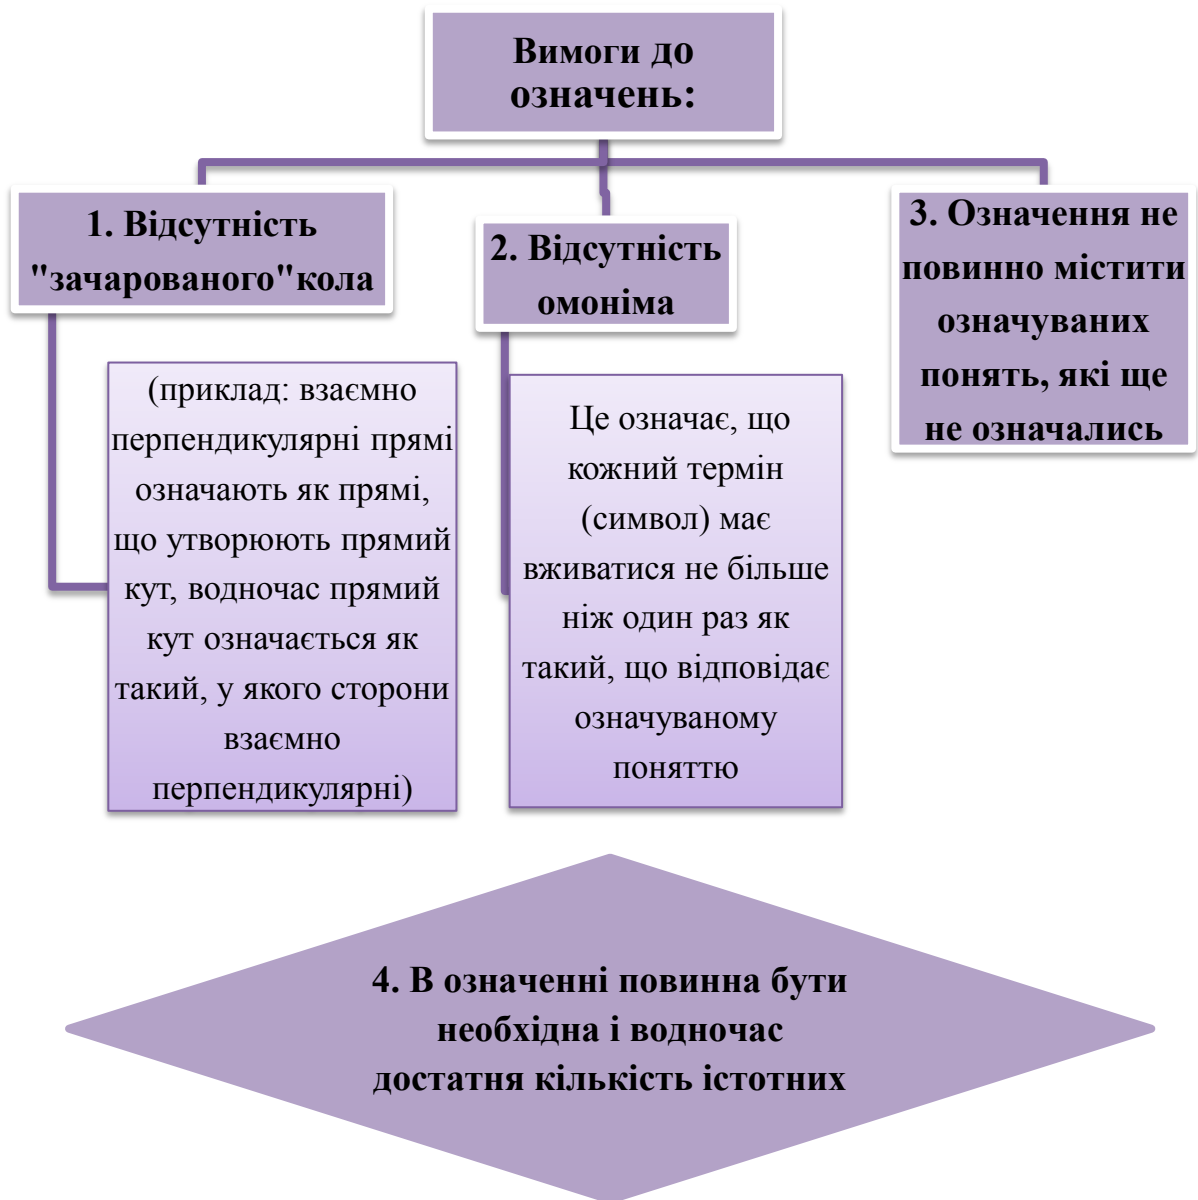 Вимоги до
означень:
1. Відсутність
"зачарованого"кола
(приклад: взаємно
перпендикулярні прямі
означають як прямі,
що утворюють прямий
кут, водночас прямий
кут означається як
такий, у якого сторони
взаємно
перпендикулярні)
2. Відсутність
омоніма
Це означає, що
кожний термін
(символ) має
вживатися не більше
ніж один раз як
такий, що відповідає
означуваному
поняттю
3. Означення не
повинно містити
означуваних
понять, які ще
не означались
4. В означенні повинна бути
необхідна і водночас
достатня кількість істотних